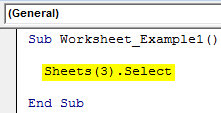 (General)
Sub Worksheet_Example1()
Sheets(3).Select
End Sub